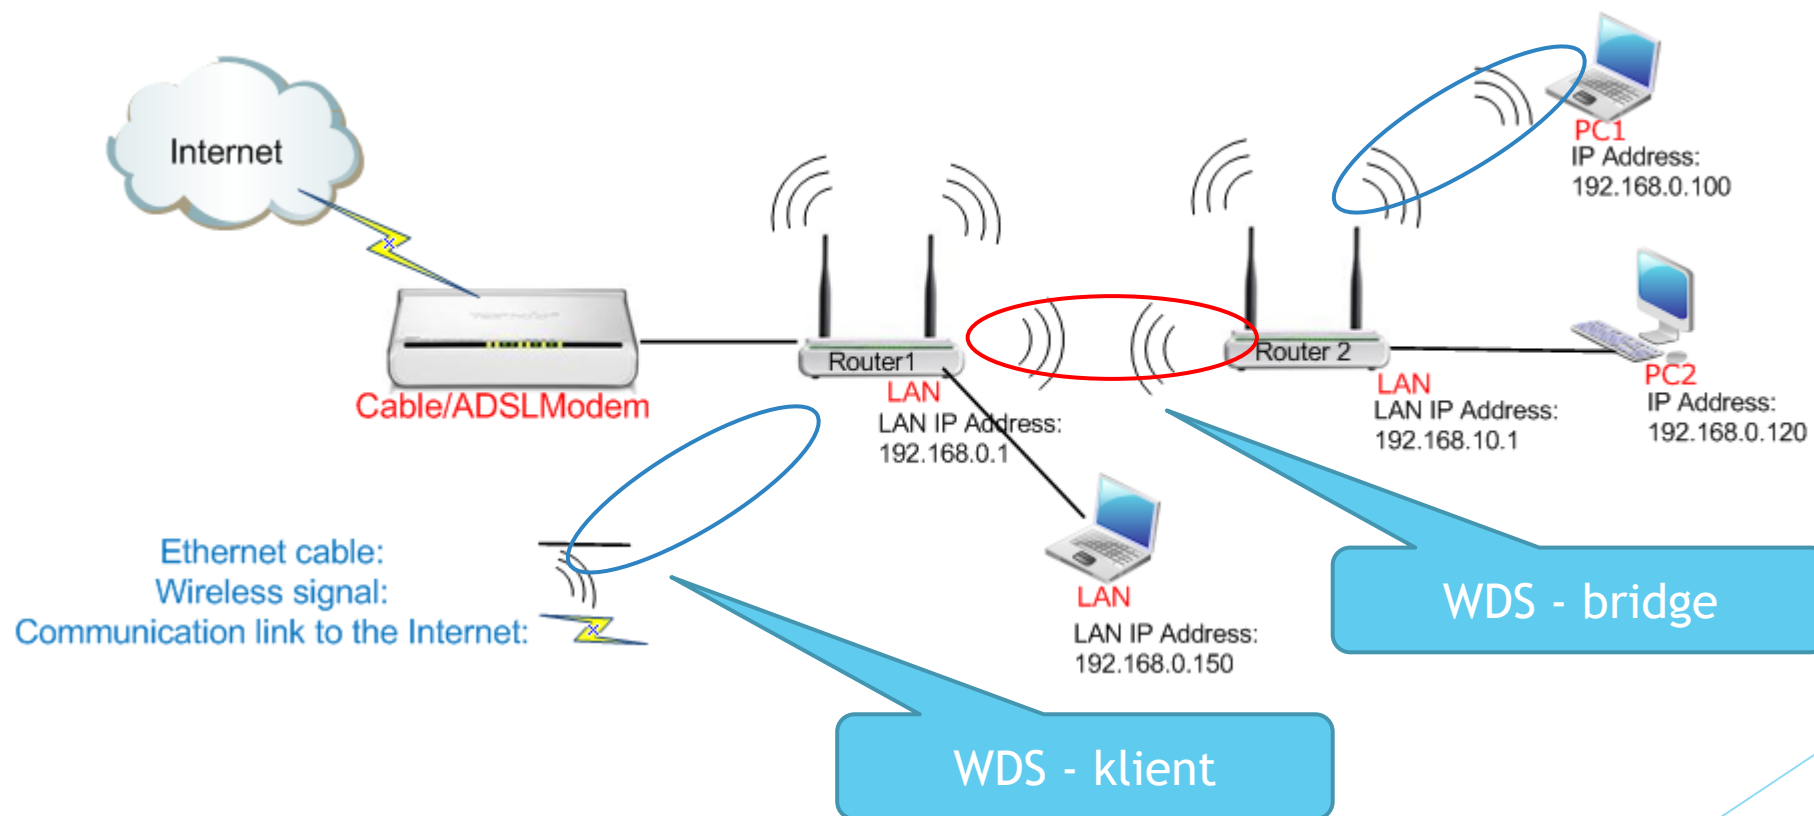 Internet
Cable/ADSLModem
Router1
LAN
LAN IP Address:
192.168.0.1
Router 2
LAN
LAN IP Address:
192.168.10.1
PC1
IP Address:
192.168.0.100
PC2
IP Address:
192.168.0.120
LAN
LAN IP Address:
192.168.0.150
Ethernet cable:
Wireless signal:
Communication link to the Internet:
WDS - bridge
WDS - klient